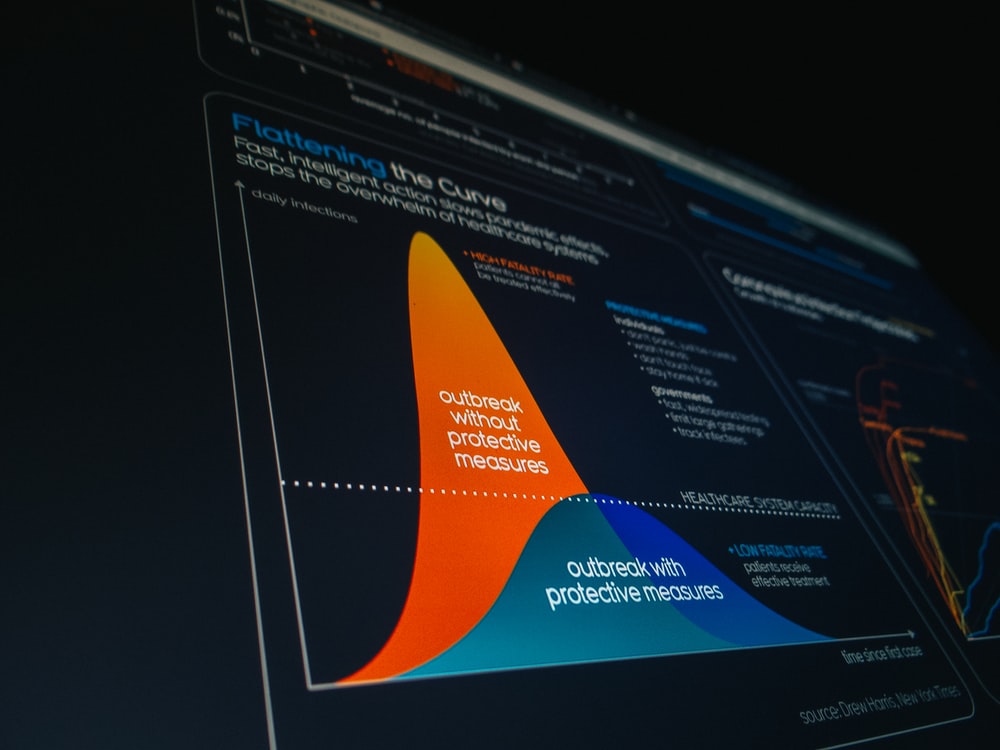 Flattening the Curve
Fast, intelligent action slows pandemic effects,
stops the overwhelm of healthcare systems
daily infections
• HIGH FATALITY RATE
patients cannot all
be treated effectively
PROTECTIVE MEASURES
individuals
• don't panic, just be careful
• wash hands
• don't touch face
• stay home if sick
governments
• fast, widespread testing
• limit large gatherings
• track infectees
outbreak
without
protective
measures
HEALTHCARE SYSTEM CAPACITY
outbreak with
protective measures
• LOW FATALITY RATE
patients receive
effective treatment
time since first case
source: Drew Harris, New York Times